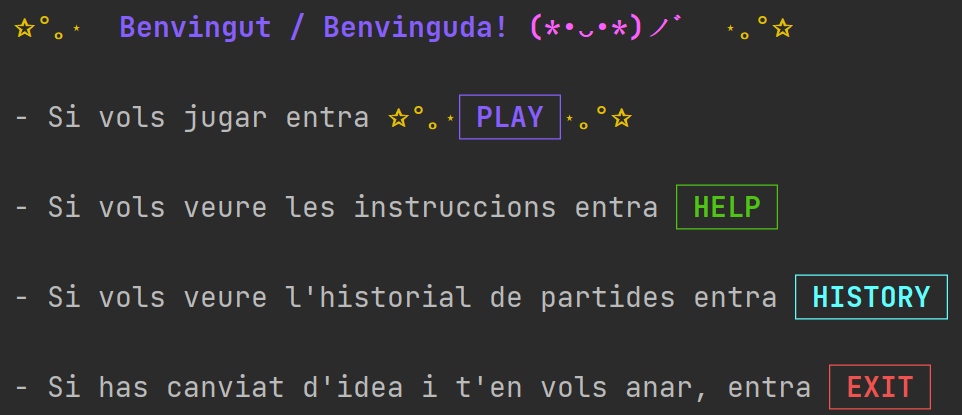 ☆°。⋆ Benvingut / Benvinguda! (*•ᴗ•*)ノ゛ ⋆。°☆
- Si vols jugar entra ☆°。⋆ PLAY ⋆。°☆
- Si vols veure les instruccions entra HELP
- Si vols veure l'historial de partides entra HISTORY
- Si has canviat d'idea i t'en vols anar, entra EXIT